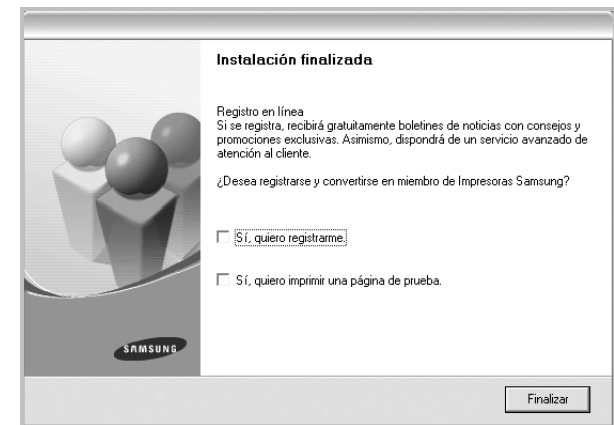 Instalación finalizada
Registro en línea
Si se registra, recibirá gratuitamente boletines de noticias con consejos y
promociones exclusivas. Asimismo, dispondrá de un servicio avanzado de
atención al cliente.
¿Desea registrarse y convertirse en miembro de Impresoras Samsung?
Sí, quiero registrarme.
Sí, quiero imprimir una página de prueba.
SAMSUNG
Finalizar